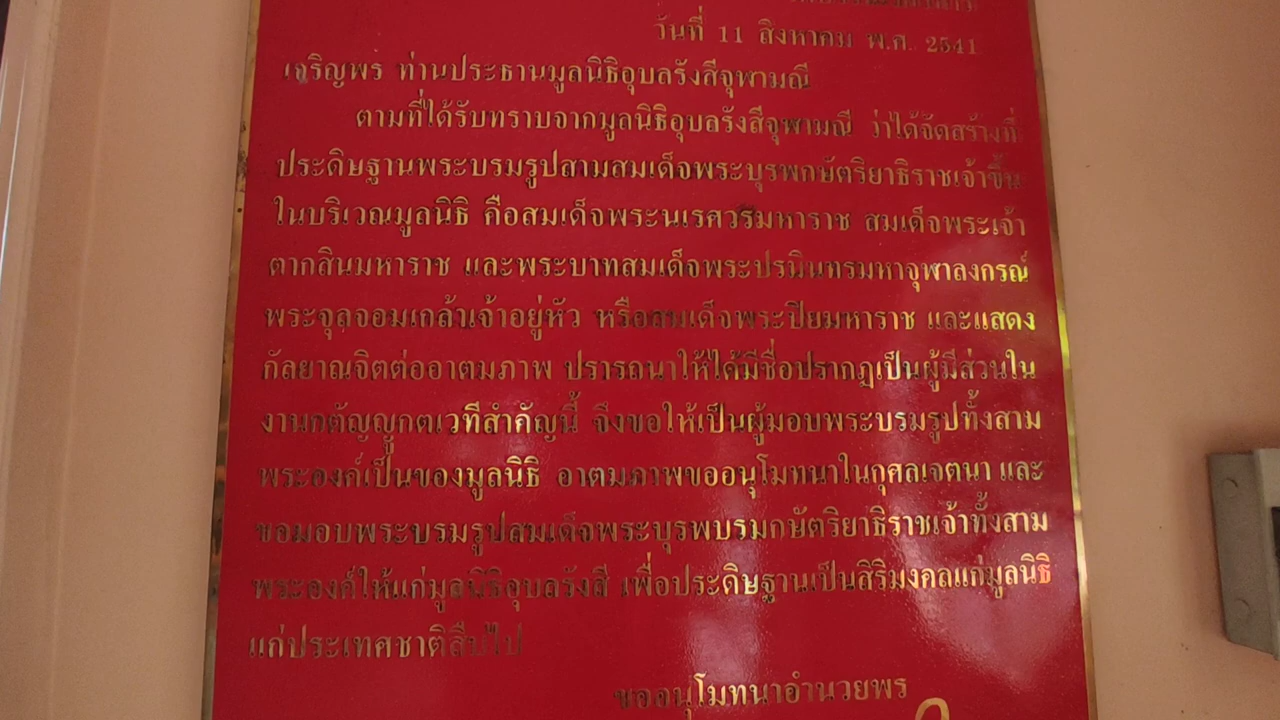 วันที่ 11 สิงหาคม พ.ศ. 2541
เจริญพร ท่านประธานมูลนิธิอุบลรังสีจุฬามณี
ตามที่ได้รับทราบจากมูลนิธิอุบลรังสีจุฬามณี ว่าได้จัดสร้างที่
ประดิษฐานพระบรมรูปสามสมเด็จพระบุรพกษัตริยาธิราชเจ้าขึ้น
ในบริเวณมูลนิธิ คือสมเด็จพระนเรศวรมหาราช สมเด็จพระเจ้า
ตากสินมหาราช และพระบาทสมเด็จพระปรมินทรมหาจุฬาลงกรณ์
พระจุลจอมเกล้าเจ้าอยู่หัว หรือสมเด็จพระปิยมหาราช และแสดง
กัลยาณจิตต่ออาตมภาพ ปรารถนาให้ได้มีชื่อปรากฏเป็นผู้มีส่วนใน
งานกตัญญูกตเวทีสำคัญนี้ จึงขอให้เป็นผู้มอบพระบรมรูปทั้งสาม
พระองค์เป็นของมูลนิธิ อาตมภาพขออนุโมทนาในกุศลเจตนา และ
ขอมอบพระบรมรูปสมเด็จพระบุรพบรมกษัตริยาธิราชเจ้าทั้งสาม
พระองค์ให้แก่มูลนิธิอุบลรังสี เพื่อประดิษฐานเป็นสิริมงคลแก่มูลนิธิ
แก่ประเทศชาติสืบไป
ขออนุโมทนาอำนวยพร